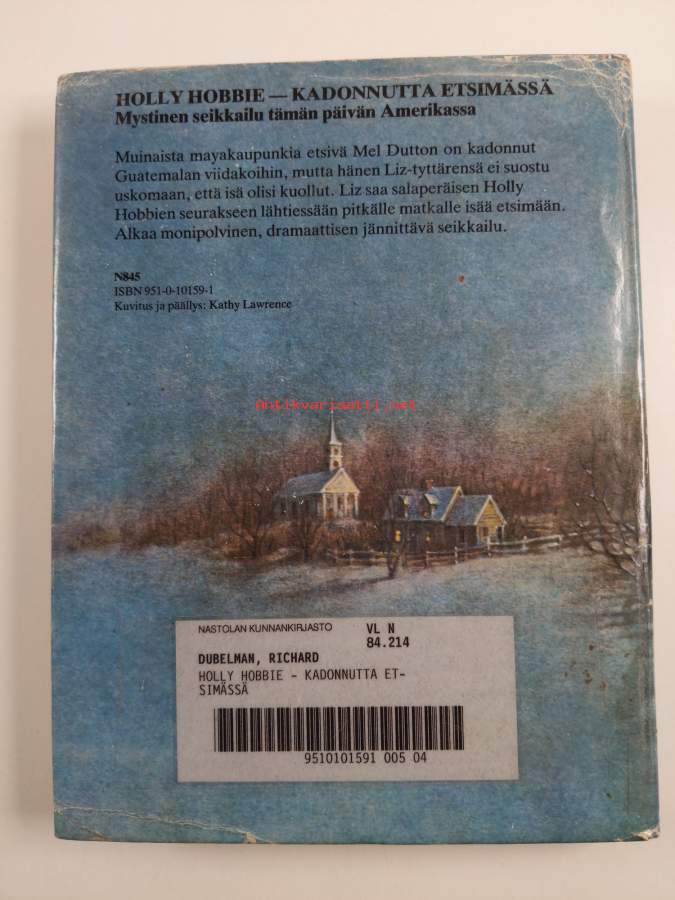 HOLLY HOBBIE — KADONNUTTA ETSIMÄSSÄ
Mystinen seikkailu tämän päivän Amerikassa
Muinaista mayakaupunkia etsivä Mel Dutton on kadonnut
Guatemalan viidakoihin, mutta hänen Liz-tyttärensä ei suostu
uskomaan, että isä olisi kuollut. Liz saa salaperäisen Holly
Hobbien seurakseen lähtiessään pitkälle matkalle isää etsimään.
Alkaa monipolvinen, dramaattisen jännittävä seikkailu.
N845
ISBN 951-0-10159-1
Kuvitus ja päällys: Kathy Lawrence
Antikvariaatti.net
NASTOLAN KUNNANKIRJASTO VL N
84.214
DUBELMAN, RICHARD
HOLLY HOBBIE - KADONNUTTA ET-
SIMÄSSÄ
9510101591 005 04